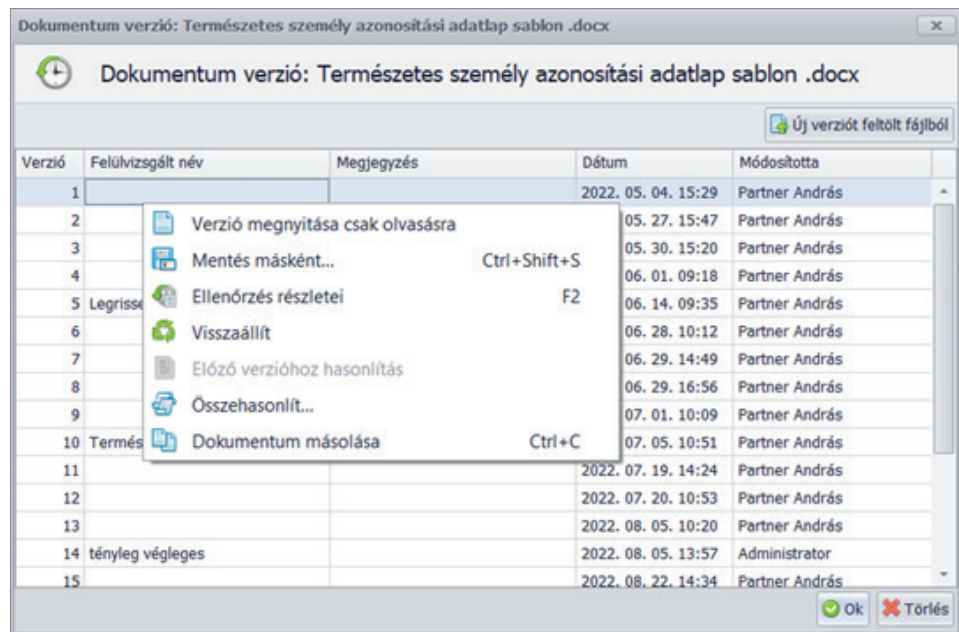 Dokumentum verzió: Természetes személy azonosítási adatlap sablon .docx
Dokumentum verzió: Természetes személy azonosítási adatlap sablon .docx
Új verziót feltölt fájlból
Verzió Felülvizsgált név Megjegyzés Dátum Módosította
1 2022. 05. 04. 15:29 Partner András
2 05. 27. 15:47 Partner András
Verzió megnyitása csak olvasásra
3 05. 30. 15:20 Partner András
Mentés másként... Ctrl+Shift+S
4 06. 01. 09:18 Partner András
Ellenőrzés részletei F2
5 Legrisse 06. 14. 09:35 Partner András
6 06. 28. 10:12 Partner András
Visszaállít
7 06. 29. 14:49 Partner András
Előző verzióhoz hasonlítás
8 06. 29. 16:56 Partner András
Összehasonlít...
9 07. 01. 10:09 Partner András
10 Termés 07. 05. 10:51 Partner András
Dokumentum másolása Ctrl+C
11 2022. 07. 19. 14:24 Partner András
12 2022. 07. 20. 10:53 Partner András
13 2022. 08. 05. 10:20 Partner András
14 tényleg végleges 2022. 08. 05. 13:57 Administrator
15 2022. 08. 22. 14:34 Partner András
Ok Törlés